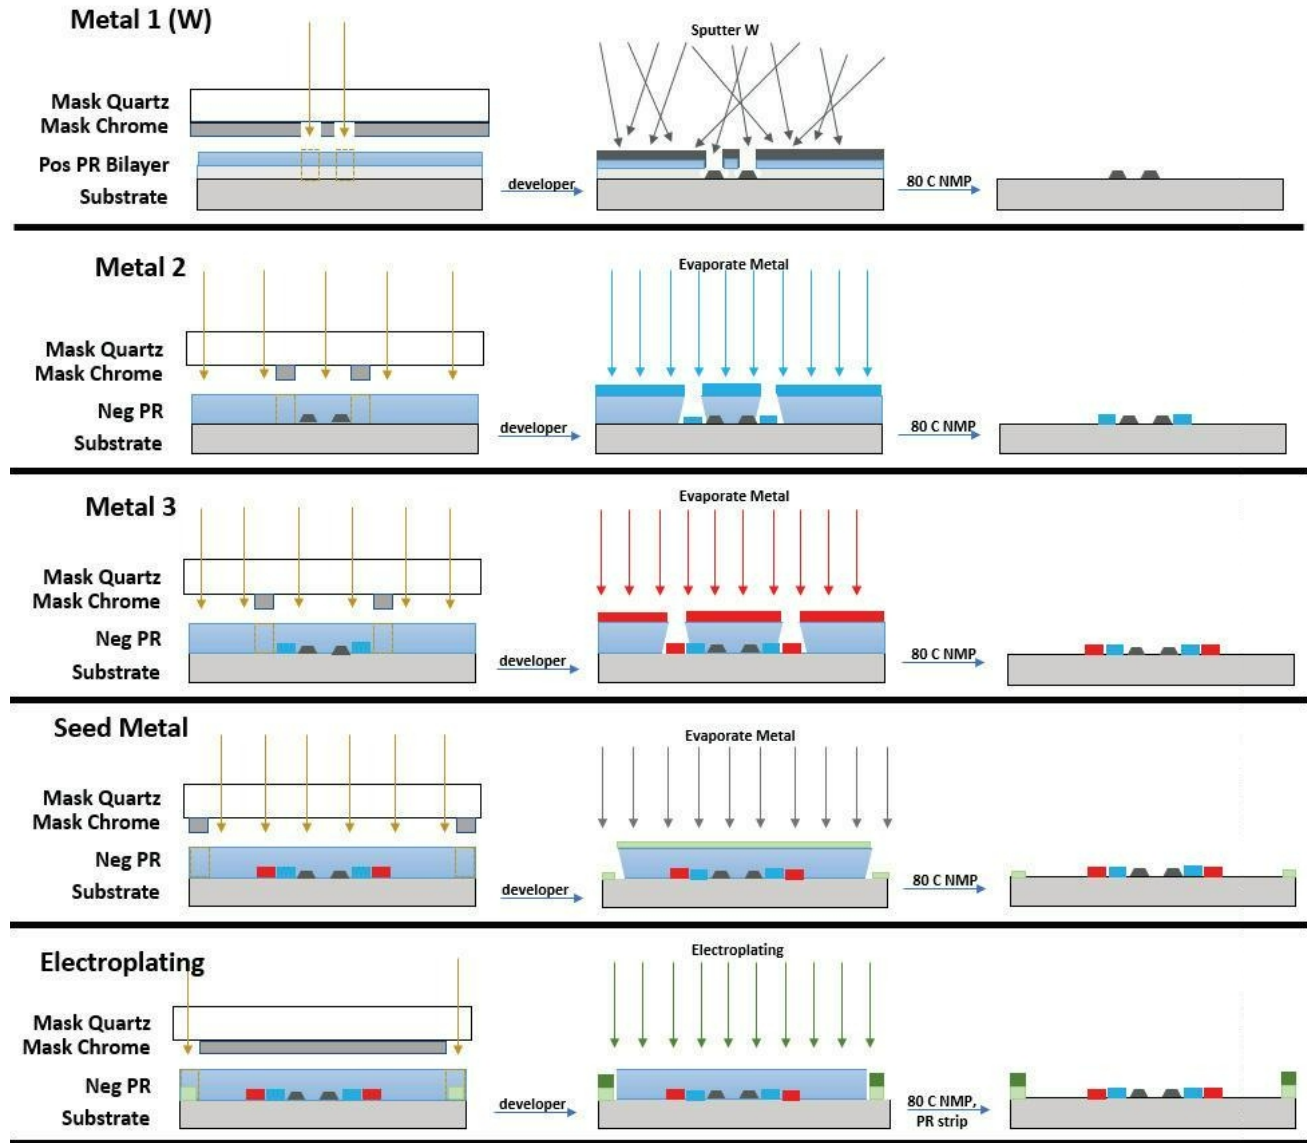 Metal 1 (W)
Sputter W
Mask Quartz
Mask Chrome
Pos PR Bilayer
Substrate
developer
80 C NMP
Metal 2
Evaporate Metal
Mask Quartz
Mask Chrome
Neg PR
Substrate
developer
80 C NMP
Metal 3
Evaporate Metal
Mask Quartz
Mask Chrome
Neg PR
Substrate
developer
80 C NMP
Seed Metal
Evaporate Metal
Mask Quartz
Mask Chrome
Neg PR
Substrate
developer
80 C NMP
Electroplating
Electroplating
Mask Quartz
Mask Chrome
Neg PR
Substrate
developer
80 C NMP,
PR strip